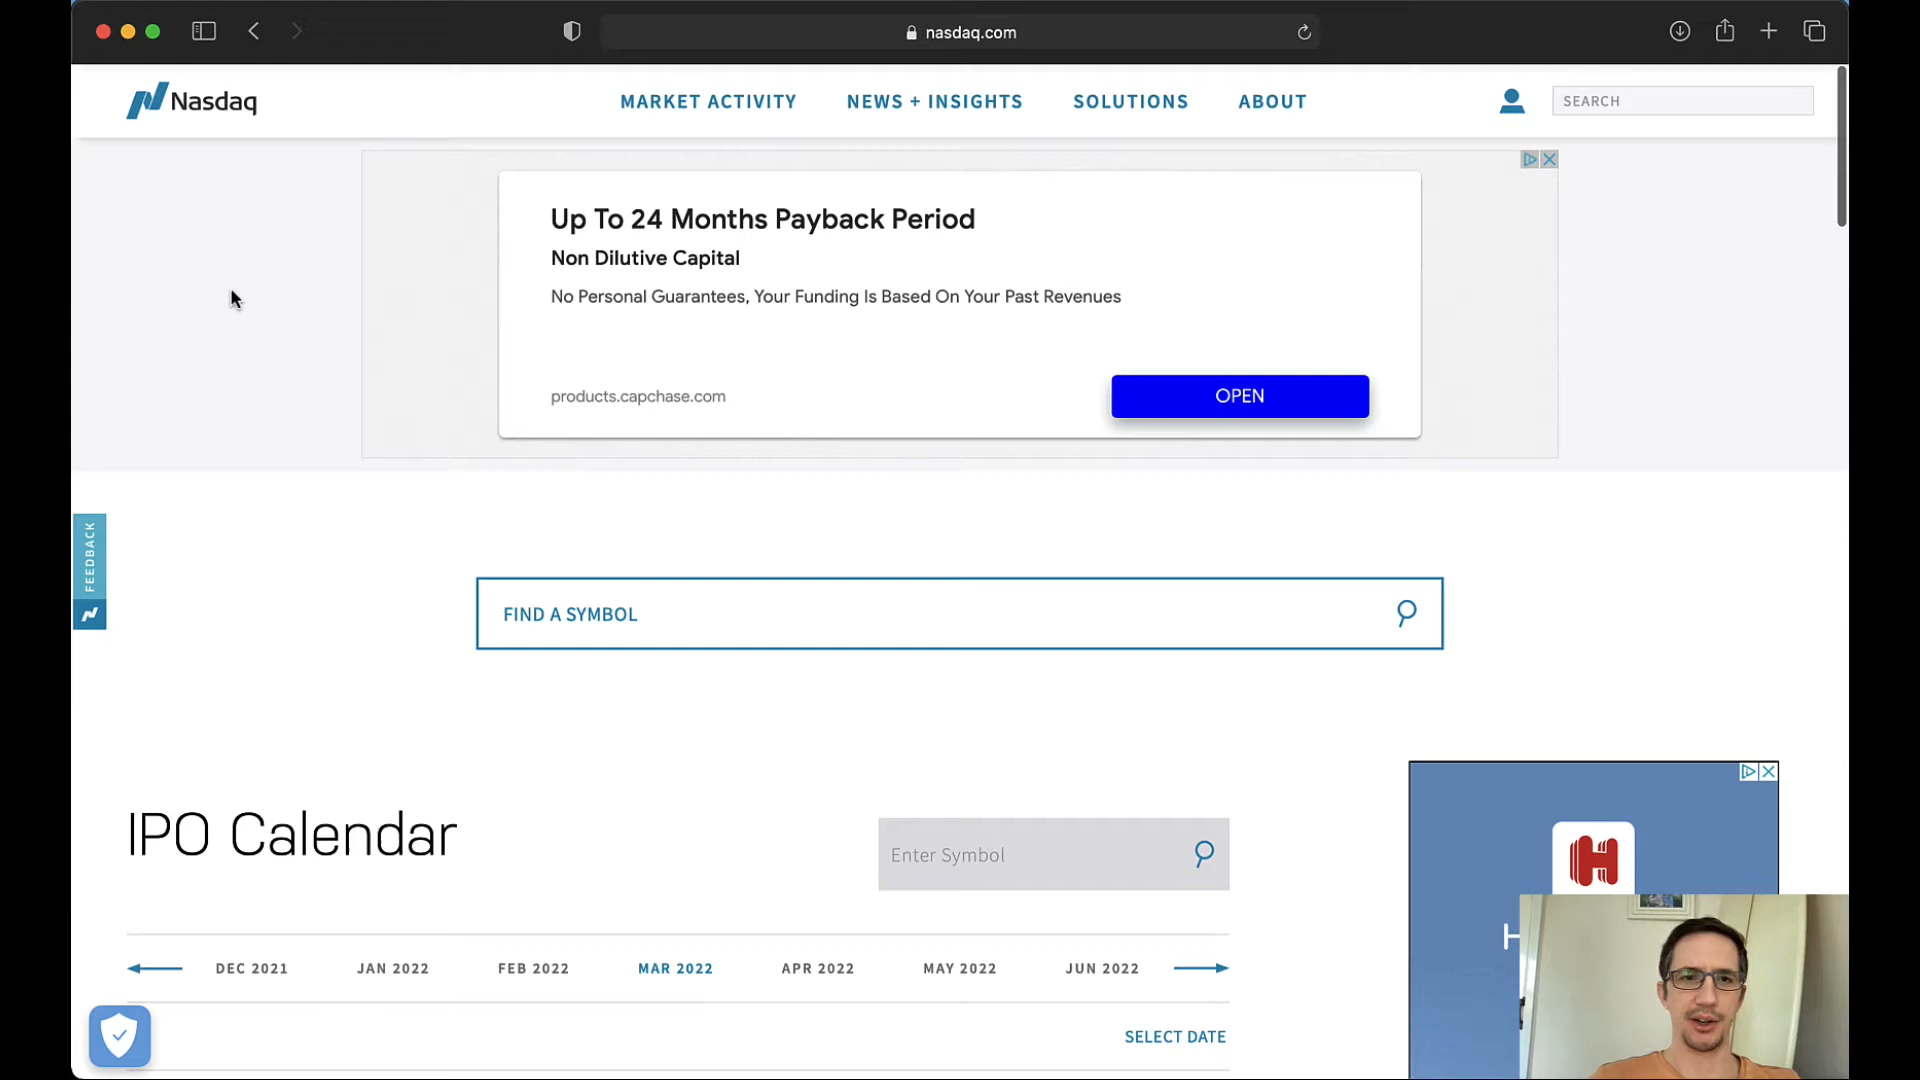 nasdaq.com
Nasdaq
MARKET ACTIVITY
NEWS + INSIGHTS
SOLUTIONS
ABOUT
SEARCH
Up To 24 Months Payback Period
Non Dilutive Capital
No Personal Guarantees, Your Funding Is Based On Your Past Revenues
products.capchase.com
OPEN
FEEDBACK
FIND A SYMBOL
IPO Calendar
Enter Symbol
H
DEC 2021
JAN 2022
FEB 2022
MAR 2022
APR 2022
MAY 2022
JUN 2022
SELECT DATE